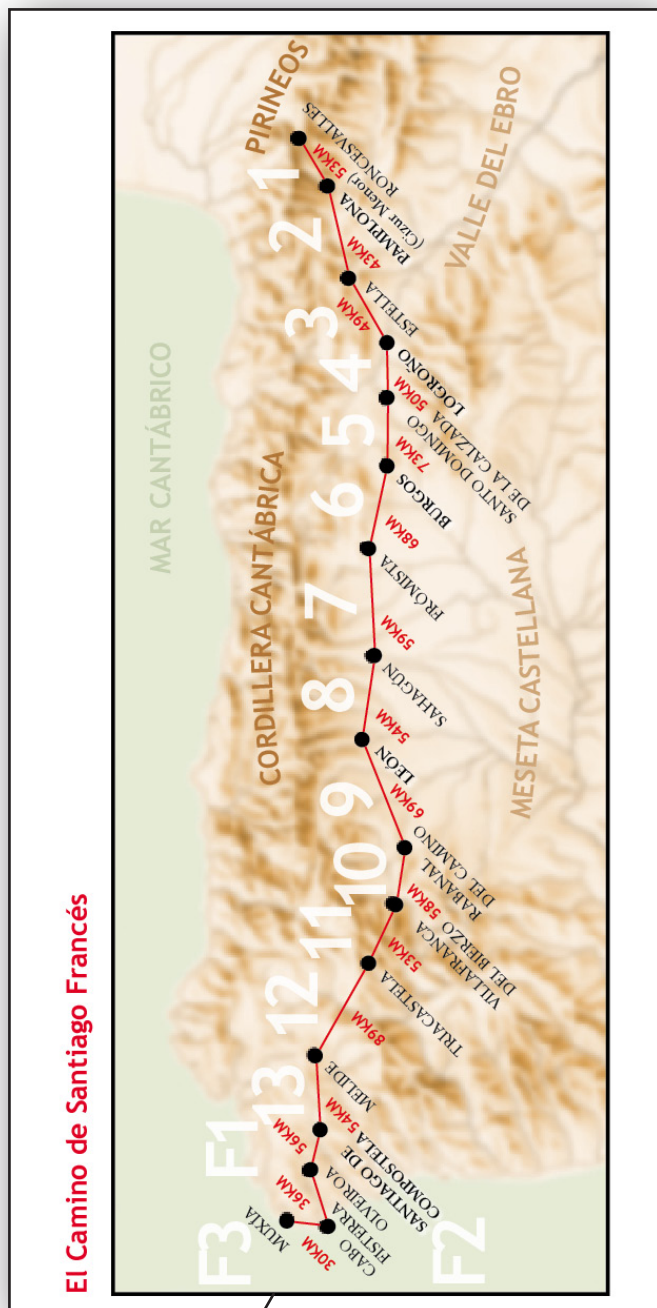 El Camino de Santiago Francés
MAR CANTÁBRICO
CORDILLERA CANTÁBRICA
PIRINEOS
VALLE DEL EBRO
MESETA CASTELLANA
F3
F1
F2
13
12
11
10
9
8
7
6
5
4
3
2
1
MUXÍA
30KM
CABO
FISTERRA
36KM
OLVEIROA
56KM
SANTIAGO DE
COMPOSTELA
54KM
MELIDE
89KM
TRIACASTELA
53KM
VILLAFRANCA
DEL BIERZO
58KM
RABANAL
DEL CAMINO
69KM
LEÓN
54KM
SAHAGÚN
59KM
FRÓMISTA
68KM
BURGOS
73KM
SANTO DOMINGO
DE LA CALZADA
50KM
LOGROÑO
49KM
ESTELLA
43KM
PAMPLONA
(Cizur Menor)
53KM
RONCESVALLES